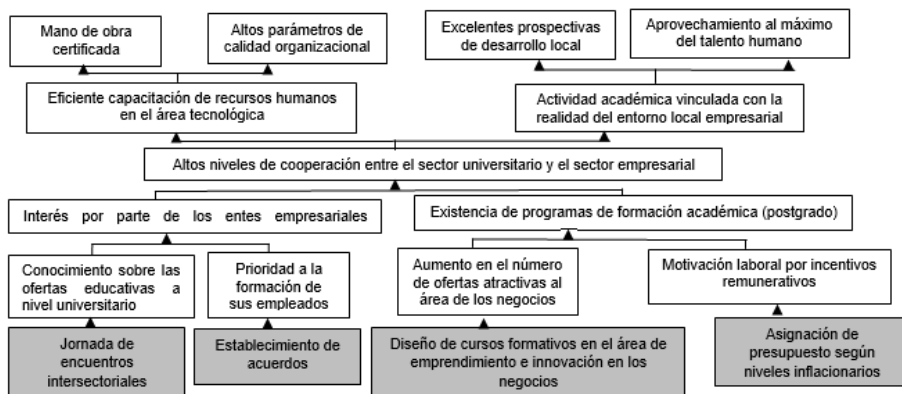 Mano de obra
certificada
Altos parámetros de
calidad organizacional
Excelentes prospectivas
de desarrollo local
Aprovechamiento al máximo
del talento humano
Eficiente capacitación de recursos humanos
en el área tecnológica
Actividad académica vinculada con la
realidad del entorno local empresarial
Altos niveles de cooperación entre el sector universitario y el sector empresarial
Interés por parte de los entes empresariales
Existencia de programas de formación académica (postgrado)
Conocimiento sobre las
ofertas educativas a
nivel universitario
Prioridad a la
formación de
sus empleados
Aumento en el número
de ofertas atractivas al
área de los negocios
Motivación laboral por incentivos
remunerativos
Jornada de
encuentros
intersectoriales
Establecimiento de
acuerdos
Diseño de cursos formativos en el área de
emprendimiento e innovación en los
negocios
Asignación de
presupuesto según
niveles inflacionarios